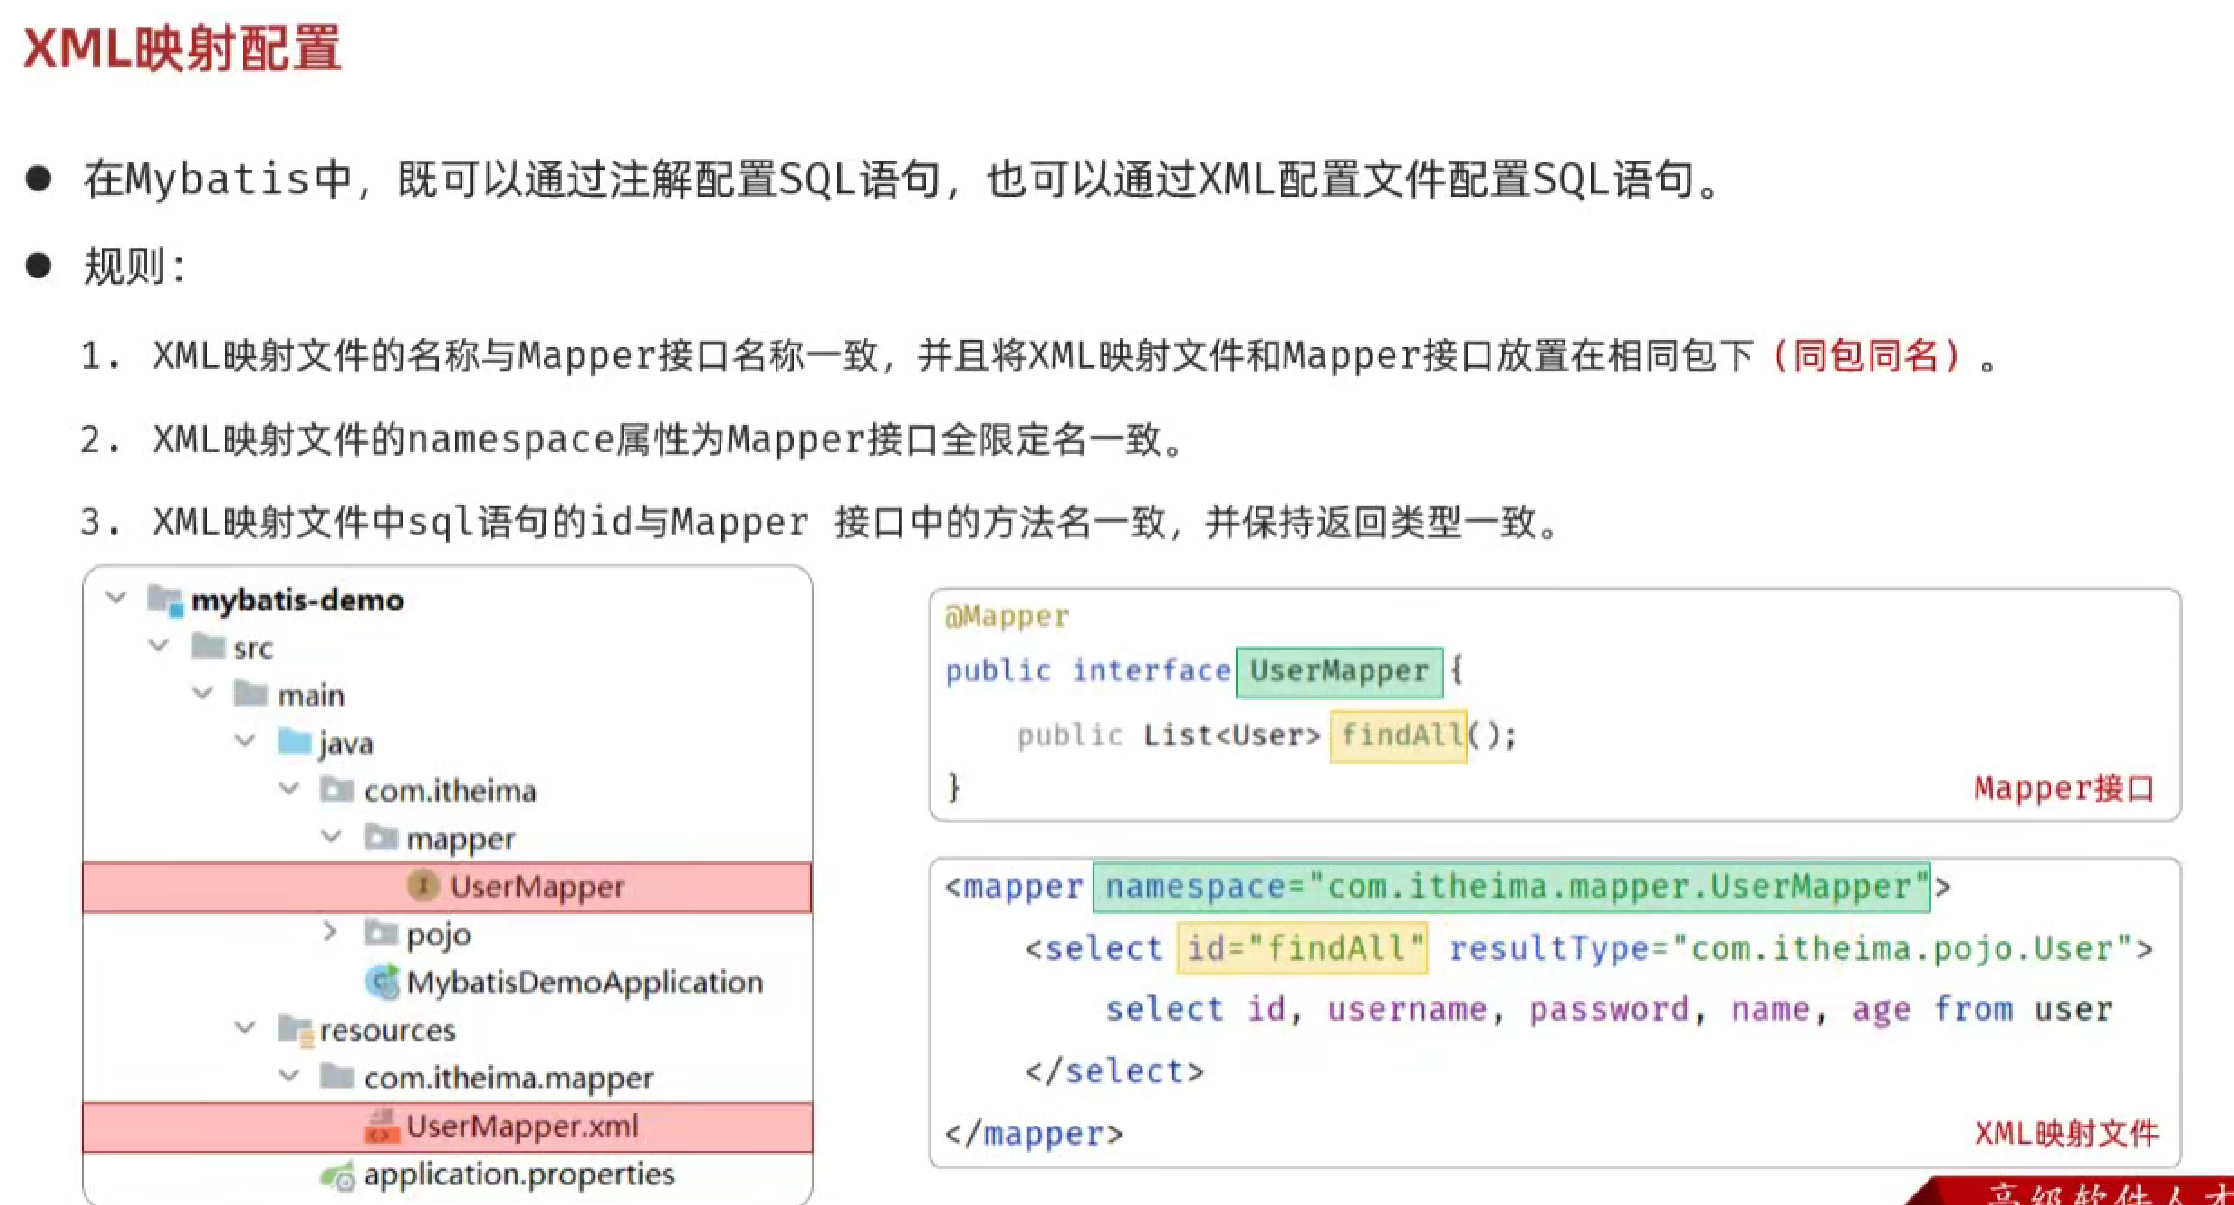 XML映射配置
● 在Mybatis中，既可以通过注解配置SQL语句，也可以通过XML配置文件配置SQL语句。
● 规则：
1. XML映射文件的名称与Mapper接口名称一致，并且将XML映射文件和Mapper接口放置在相同包下（同包同名）。
2. XML映射文件的namespace属性为Mapper接口全限定名一致。
3. XML映射文件中sql语句的id与Mapper 接口中的方法名一致，并保持返回类型一致。
mybatis-demo
src
main
java
com.itheima
mapper
UserMapper
pojo
MybatisDemoApplication
resources
com.itheima.mapper
UserMapper.xml
application.properties
@Mapper
public interface UserMapper {
public List<User> findAll();
}
Mapper接口
<mapper namespace="com.itheima.mapper.UserMapper">
<select id="findAll" resultType="com.itheima.pojo.User">
select id, username, password, name, age from user
</select>
</mapper>
XML映射文件
高级软件人才